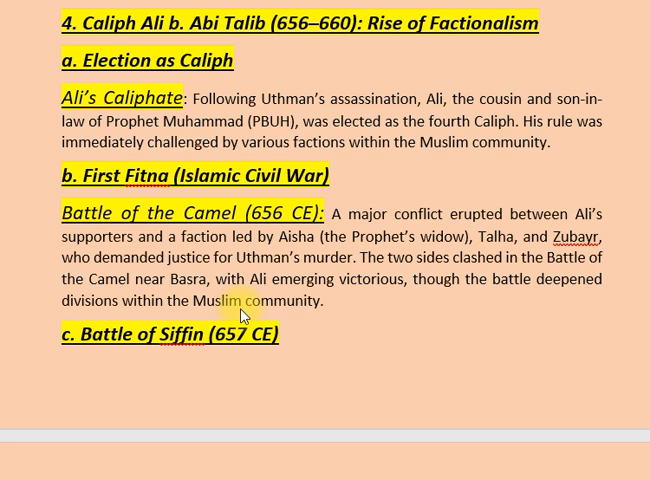 4. Caliph Ali b. Abi Talib (656–660): Rise of Factionalism
a. Election as Caliph
Ali’s Caliphate: Following Uthman’s assassination, Ali, the cousin and son-in-
law of Prophet Muhammad (PBUH), was elected as the fourth Caliph. His rule was
immediately challenged by various factions within the Muslim community.
b. First Fitna (Islamic Civil War)
Battle of the Camel (656 CE): A major conflict erupted between Ali’s
supporters and a faction led by Aisha (the Prophet’s widow), Talha, and Zubayr,
who demanded justice for Uthman’s murder. The two sides clashed in the Battle of
the Camel near Basra, with Ali emerging victorious, though the battle deepened
divisions within the Muslim community.
c. Battle of Siffin (657 CE)